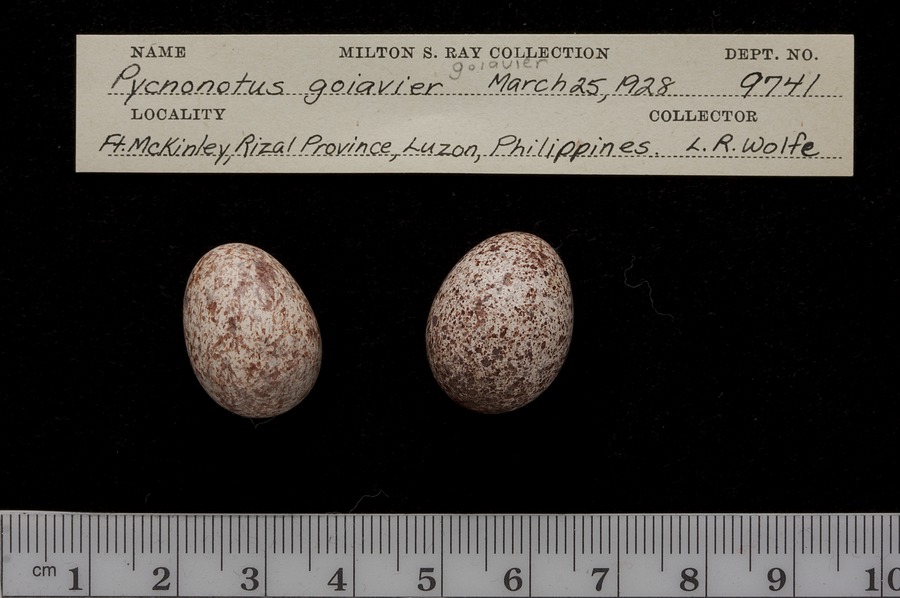 NAME MILTON S. RAY COLLECTION DEPT. NO.
goiavier
Pycnonotus goiavier March 25, 1928 9741
LOCALITY COLLECTOR
Ft. McKinley, Rizal Province, Luzon, Philippines. L. R. Wolfe
cm 1 2 3 4 5 6 7 8 9 10